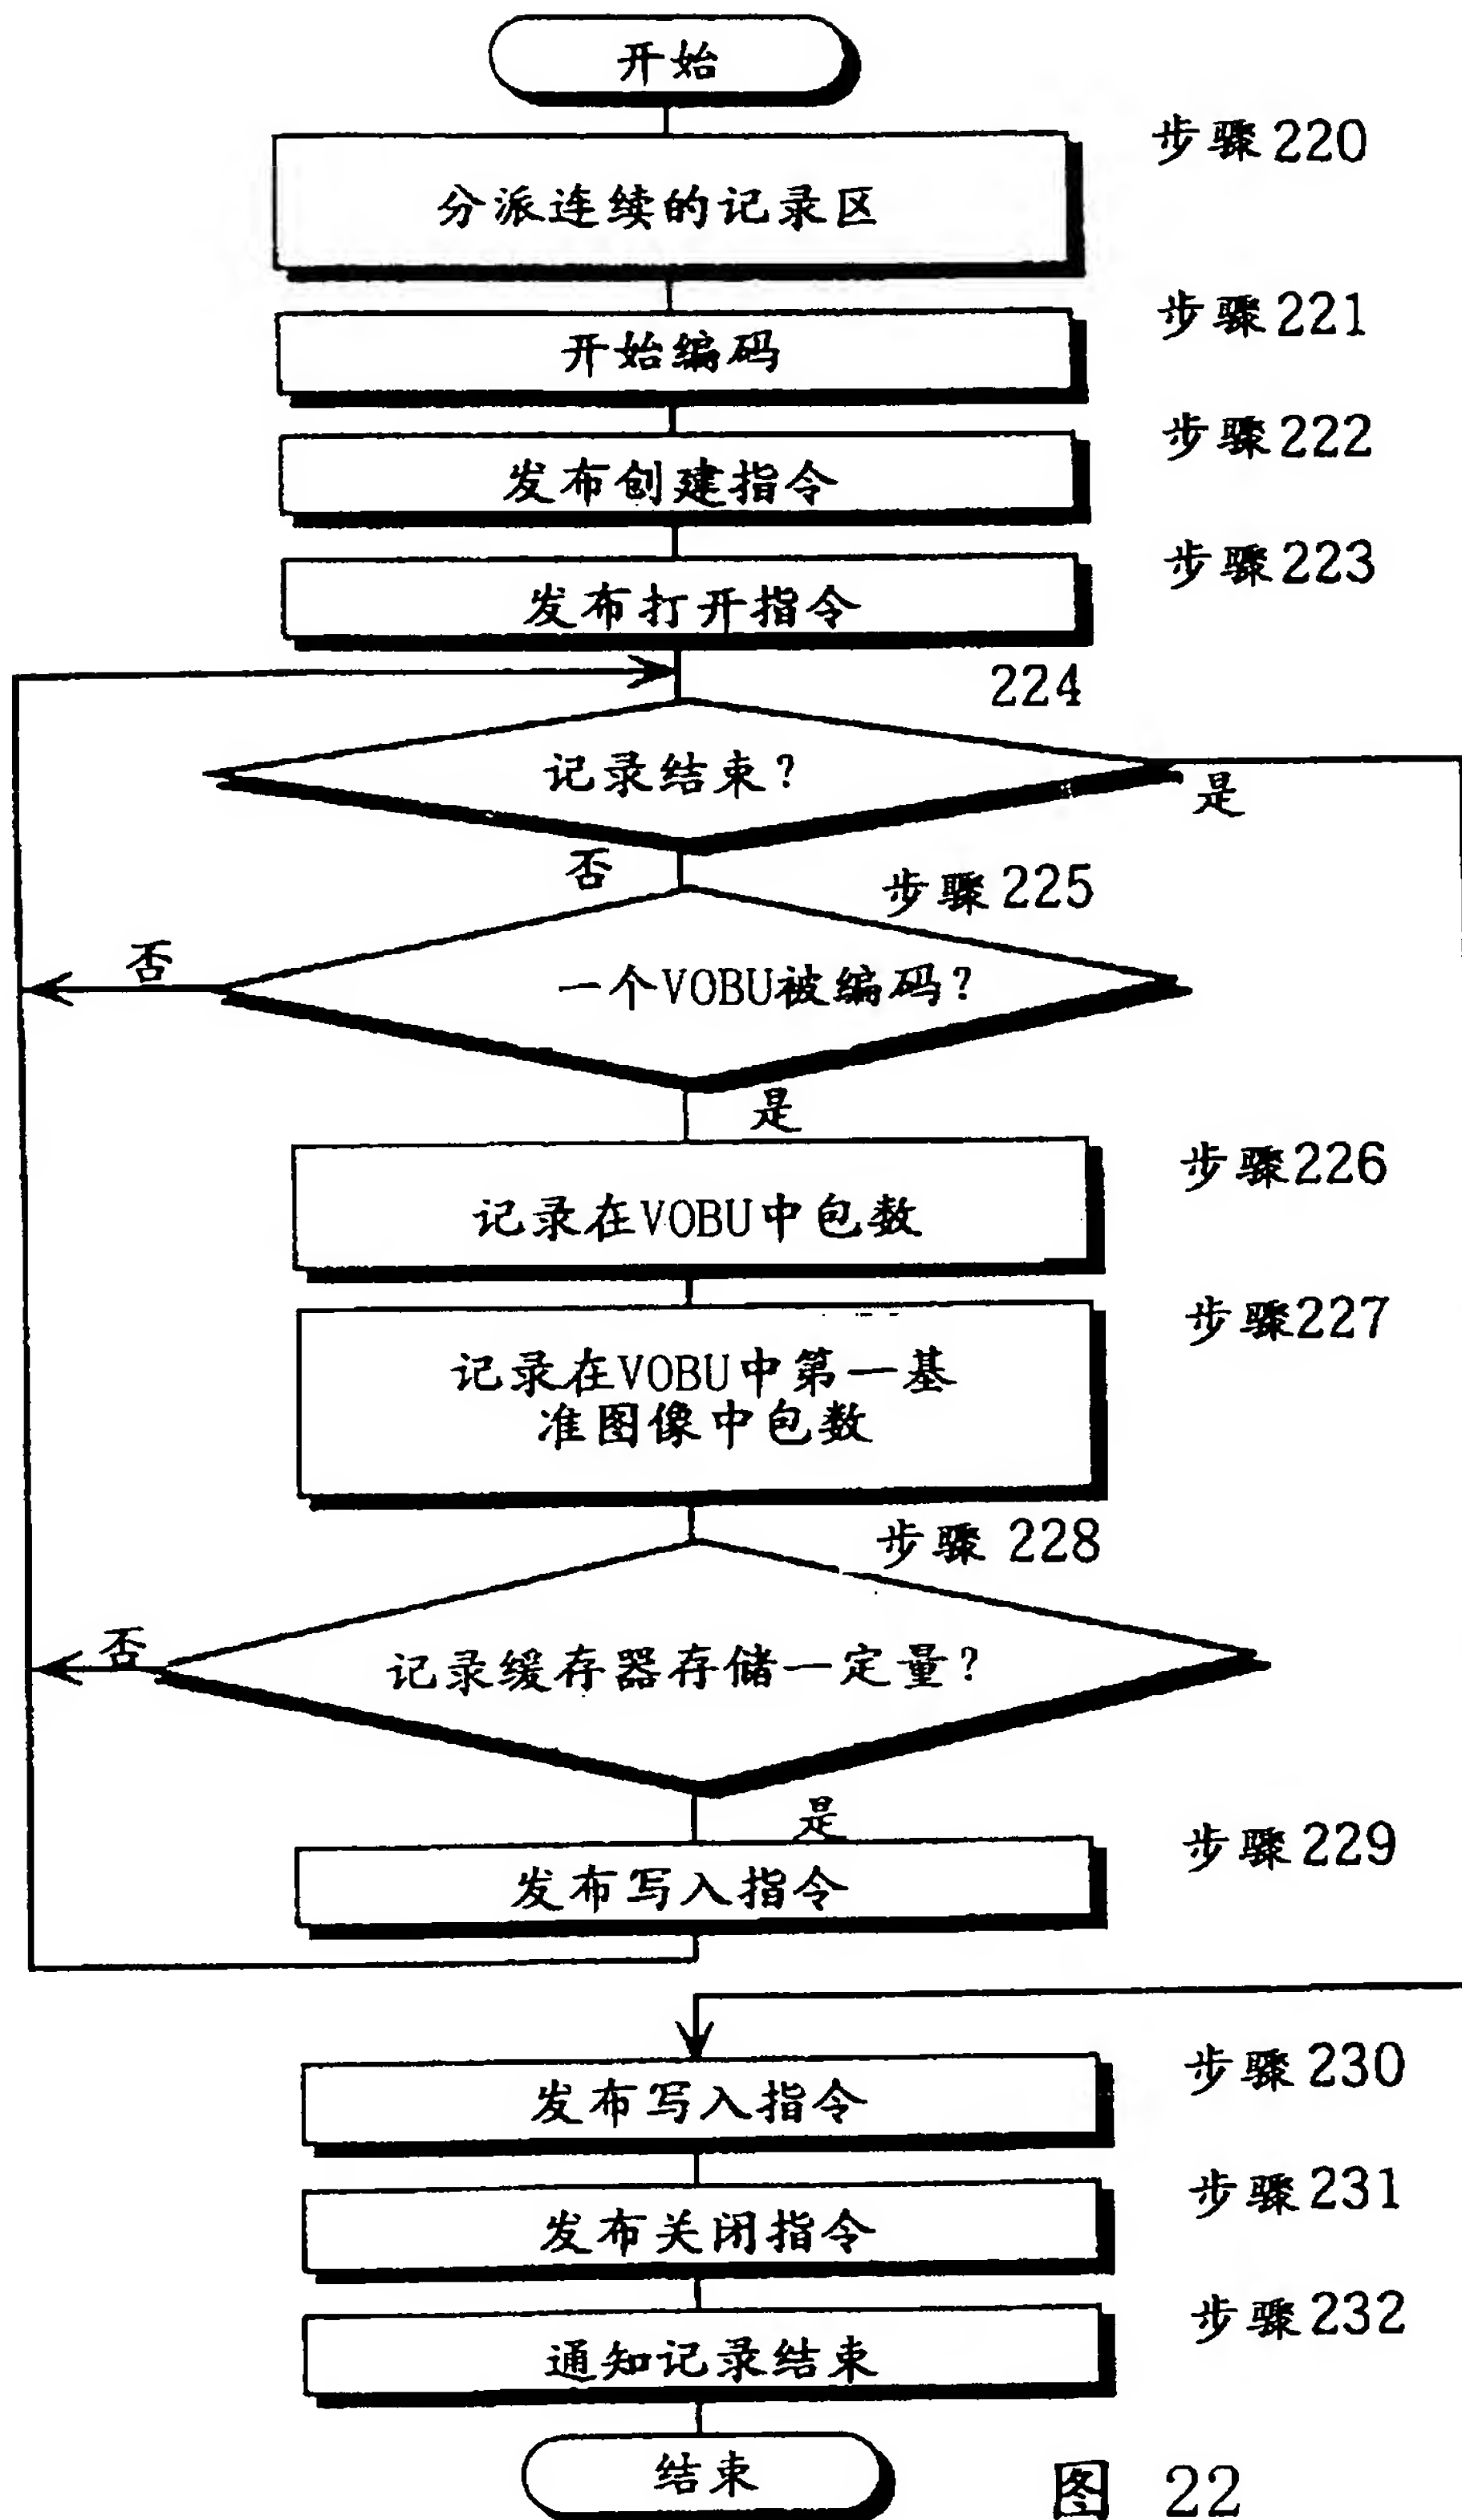 开始
步骤220
分派连续的记录区
步骤221
开始编码
步骤222
发布创建指令
步骤223
发布打开指令
224
记录结束?
是
否
步骤225
否
一个VOBU被编码?
是
步骤226
记录在VOBU中包数
步骤227
记录在VOBU中第一基
准图像中包数
步骤 228
否
记录缓存器存储一定量?
是
步骤229
发布写入指令
步骤230
发布写入指令
步骤231
发布关闭指令
步骤232
通知记录结束
结束
图 22